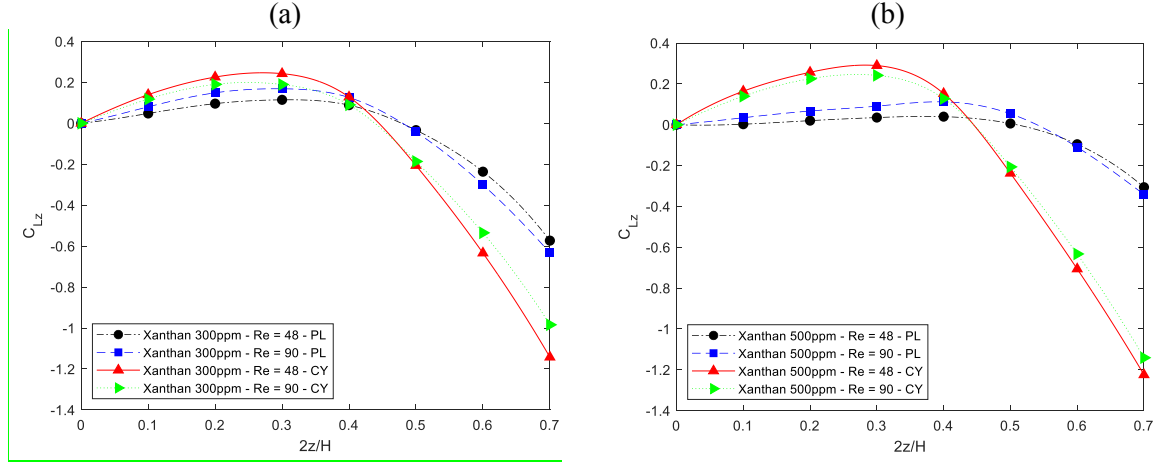 (a)
0.4
0.2
0
-0.2
-0.4
-0.6
-0.8
-1
-1.2
-1.4
C_Lz
Xanthan 300ppm - Re = 48 - PL
Xanthan 300ppm - Re = 90 - PL
Xanthan 300ppm - Re = 48 - CY
Xanthan 300ppm - Re = 90 - CY
0 0.1 0.2 0.3 0.4 0.5 0.6 0.7
2z/H
(b)
0.4
0.2
0
-0.2
-0.4
-0.6
-0.8
-1
-1.2
-1.4
C_Lz
Xanthan 500ppm - Re = 48 - PL
Xanthan 500ppm - Re = 90 - PL
Xanthan 500ppm - Re = 48 - CY
Xanthan 500ppm - Re = 90 - CY
0 0.1 0.2 0.3 0.4 0.5 0.6 0.7
2z/H